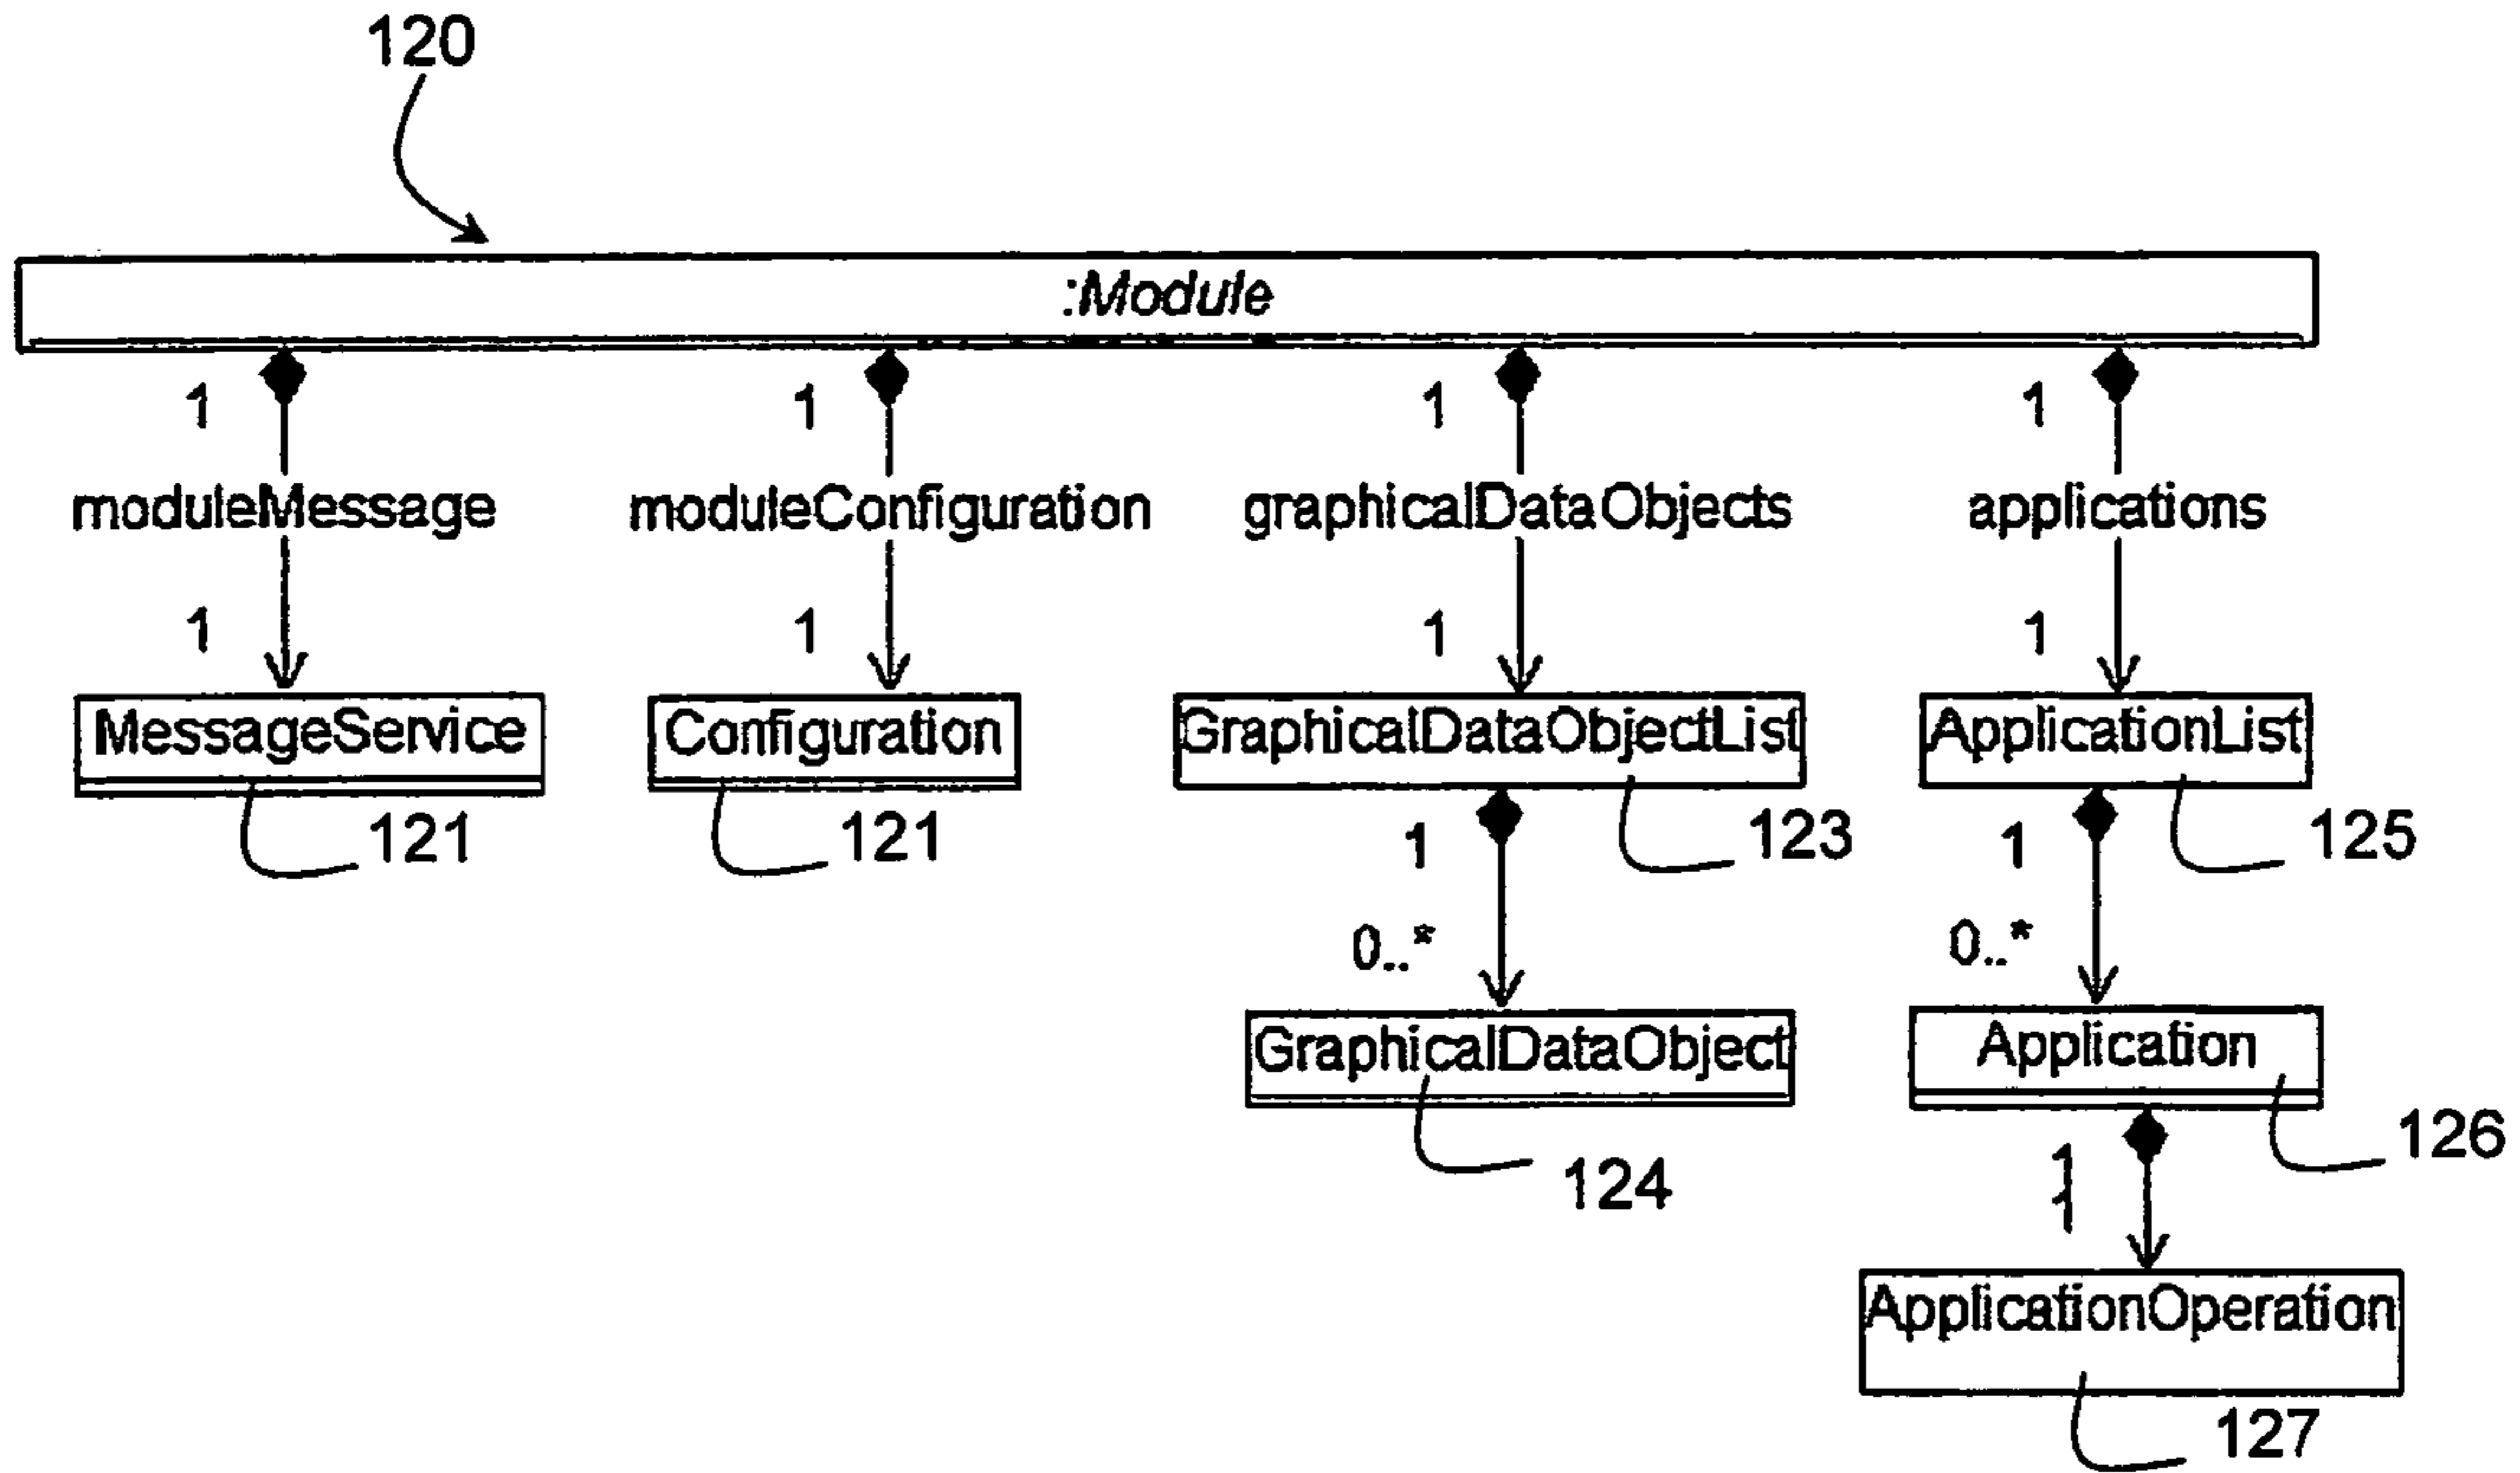 120
:Module
1 1 1 1
moduleMessage moduleConfiguration graphicalDataObjects applications
1 1 1 1
MessageService Configuration GraphicalDataObjectList ApplicationList
121 121 123 125
1 1
0..* 0..*
GraphicalDataObject Application
126
124
1
1
ApplicationOperation
127